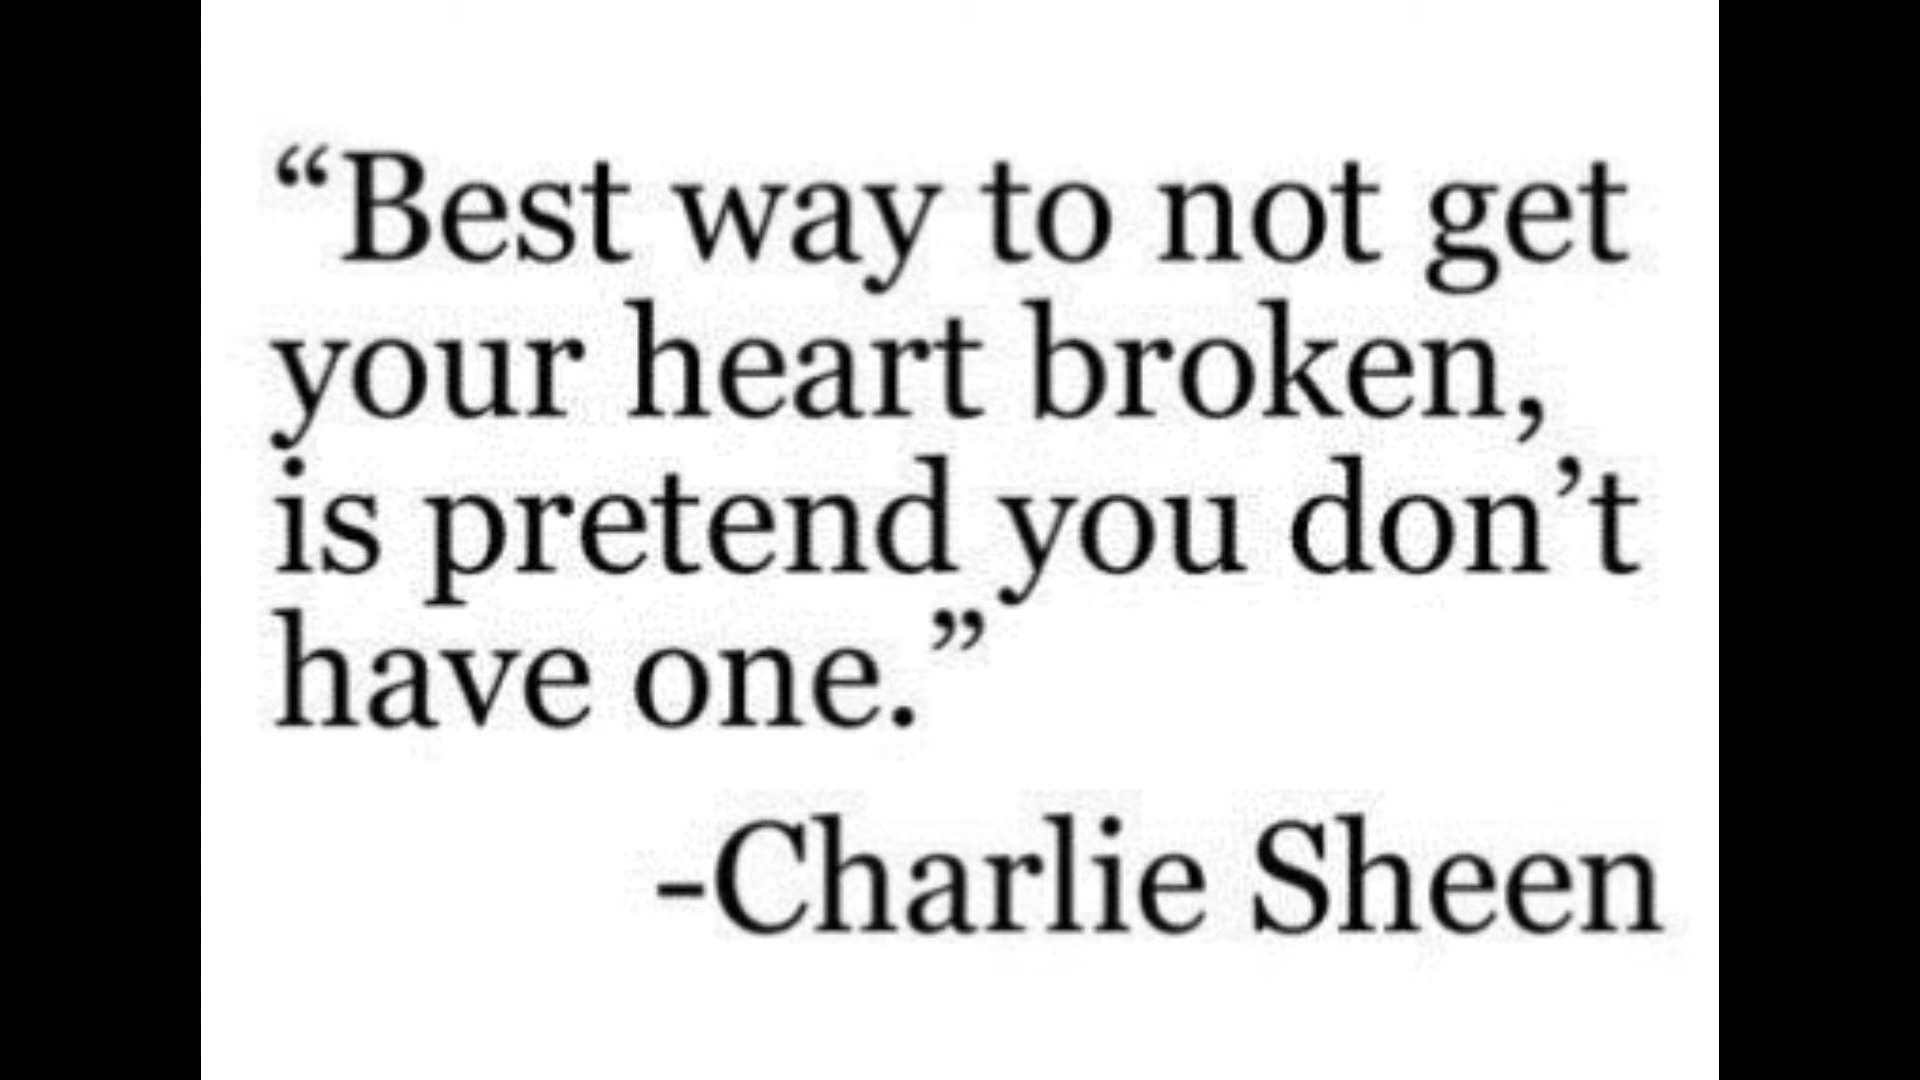 “Best way to not get
your heart broken,
is pretend you don’t
have one.”
-Charlie Sheen